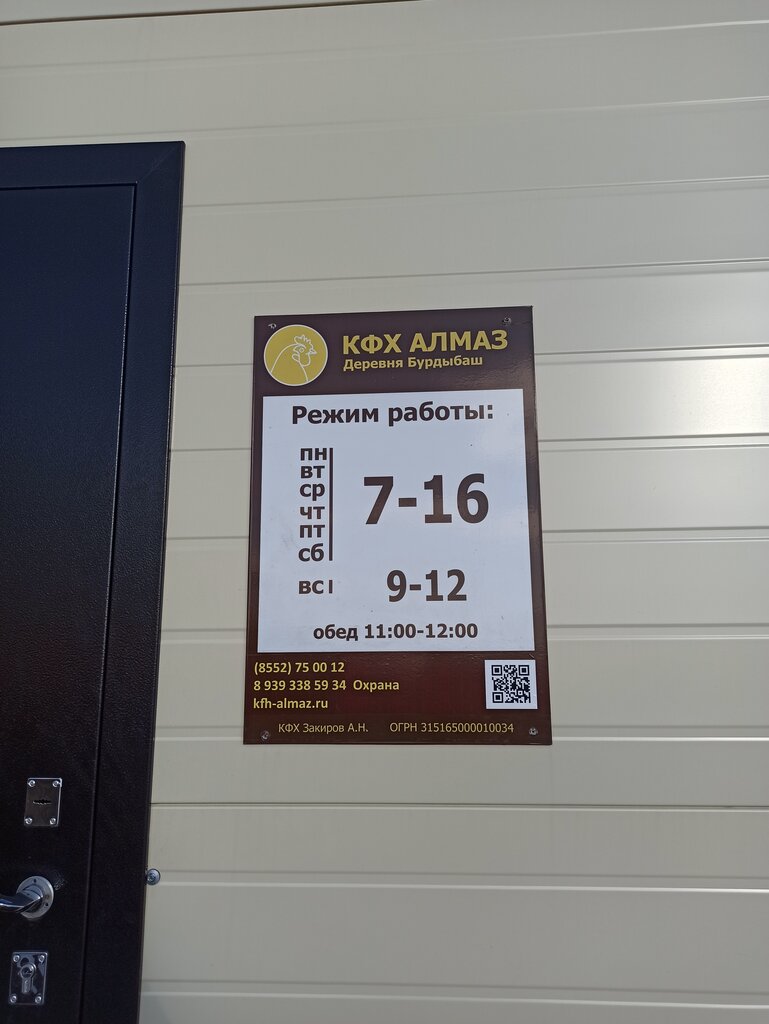 КФХ АЛМАЗ
Деревня Бурдыбаш
Режим работы:
пн
вт
ср
чт
пт
сб
7-16
вс 9-12
обед 11:00-12:00
(8552) 75 00 12
8 939 338 59 34 Охрана
kfh-almaz.ru
КФХ Закиров А.Н. ОГРН 315165000010034